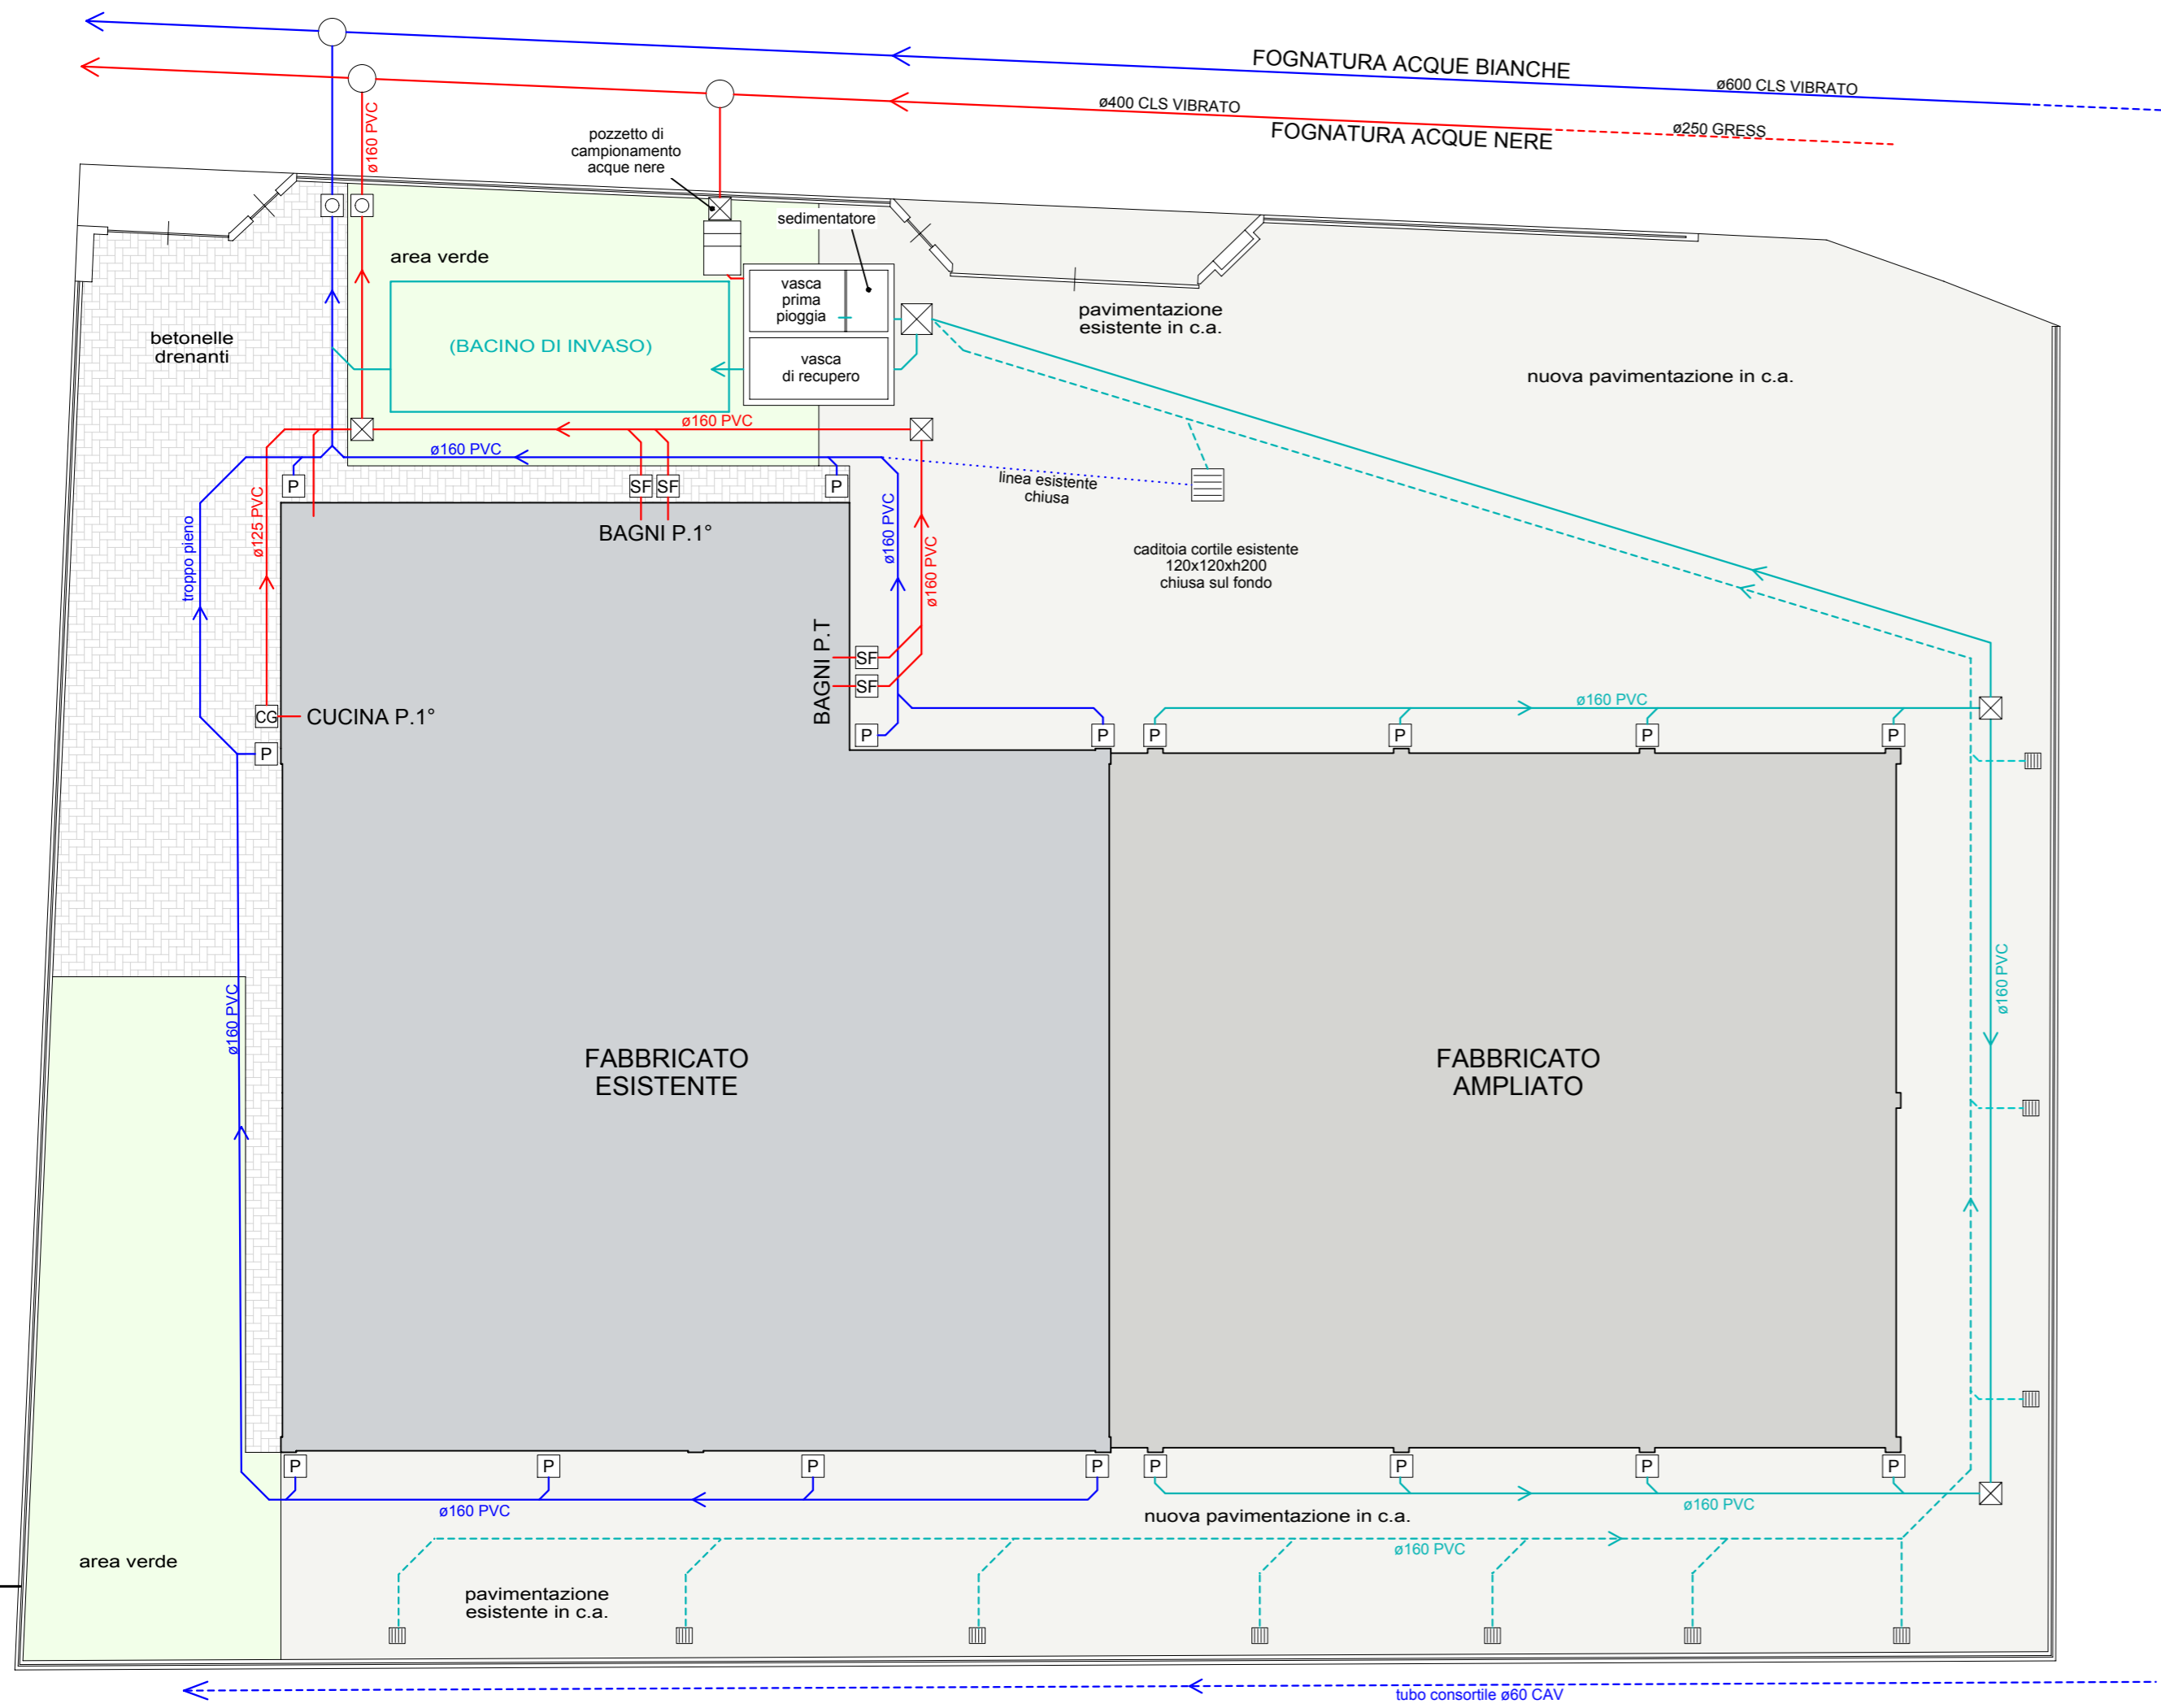 FOGNATURA ACQUE BIANCHE
ø600 CLS VIBRATO
ø400 CLS VIBRATO
FOGNATURA ACQUE NERE
ø250 GRESS
ø160 PVC
pozzetto di
campionamento
acque nere
sedimentatore
area verde
vasca
prima
pioggia
pavimentazione
esistente in c.a.
betonelle
drenanti
(BACINO DI INVASO)
vasca
di recupero
nuova pavimentazione in c.a.
ø160 PVC
ø160 PVC
P
SF
SF
P
linea esistente
chiusa
ø125 PVC
troppo pieno
BAGNI P.1°
ø160 PVC
ø160 PVC
caditoia cortile esistente
120x120xh200
chiusa sul fondo
BAGNI P.T
SF
SF
CG
CUCINA P.1°
P
P
P
P
P
P
P
ø160 PVC
ø160 PVC
ø160 PVC
FABBRICATO
ESISTENTE
FABBRICATO
AMPLIATO
P
P
P
P
P
P
P
P
ø160 PVC
ø160 PVC
nuova pavimentazione in c.a.
ø160 PVC
area verde
pavimentazione
esistente in c.a.
tubo consortile ø60 CAV